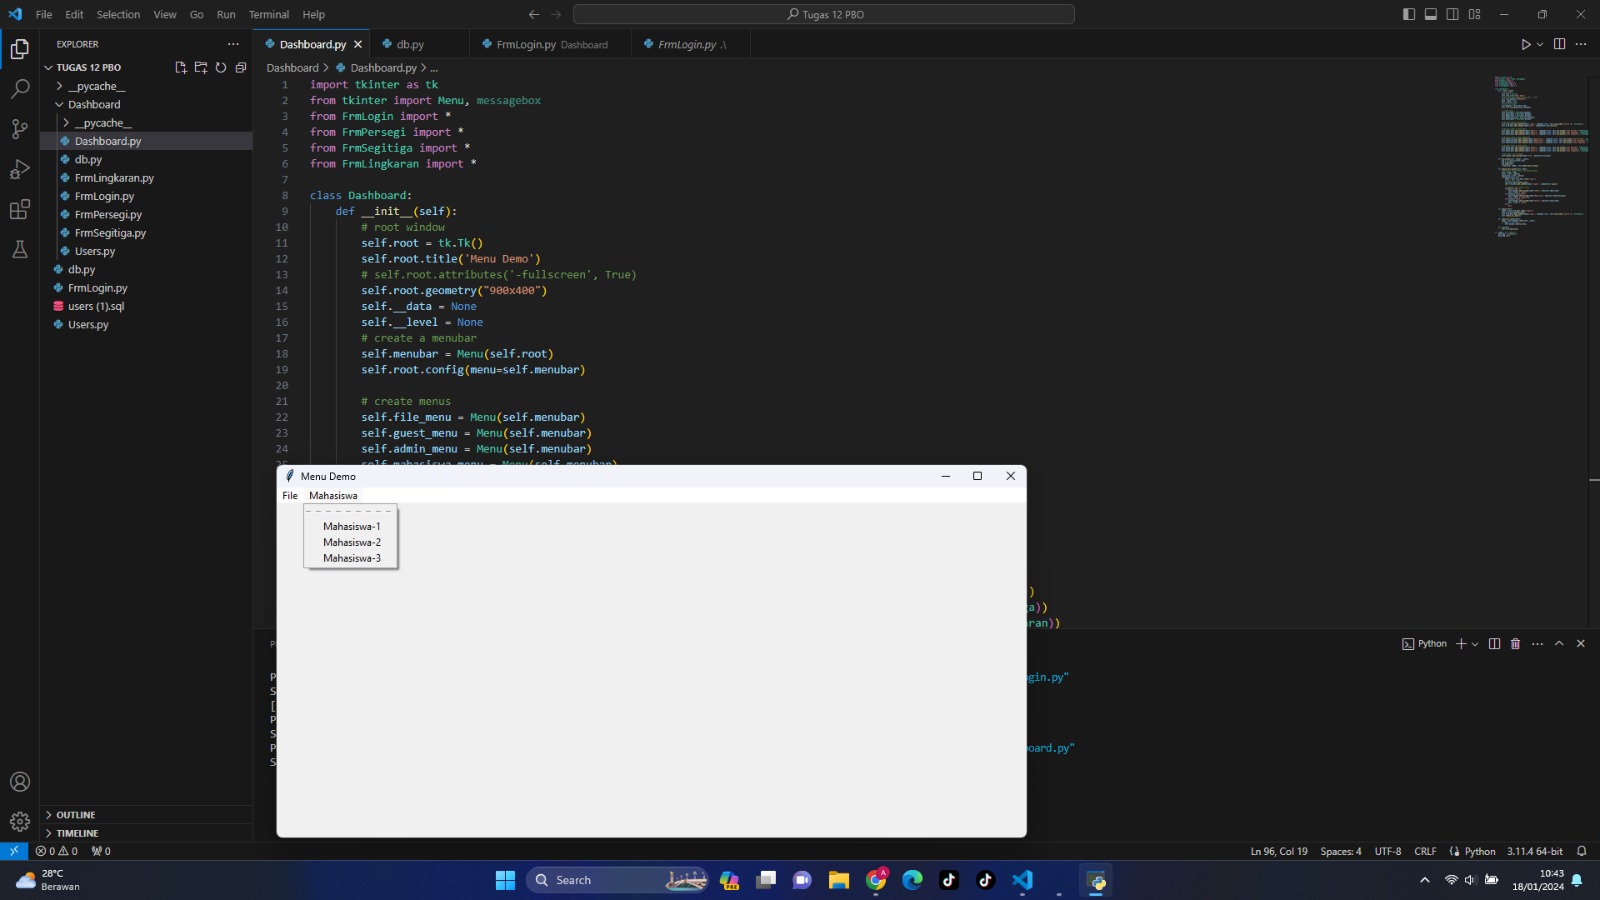 File Edit Selection View Go Run Terminal Help
Tugas 12 PBO
EXPLORER
TUGAS 12 PBO
__pycache__
Dashboard
__pycache__
Dashboard.py
db.py
FrmLingkaran.py
FrmLogin.py
FrmPersegi.py
FrmSegitiga.py
Users.py
db.py
FrmLogin.py
users (1).sql
Users.py
OUTLINE
TIMELINE
Dashboard.py db.py FrmLogin.py Dashboard FrmLogin.py .\
Dashboard > Dashboard.py > ...
1 import tkinter as tk
2 from tkinter import Menu, messagebox
3 from FrmLogin import *
4 from FrmPersegi import *
5 from FrmSegitiga import *
6 from FrmLingkaran import *
7
8 class Dashboard:
9 def __init__(self):
10 # root window
11 self.root = tk.Tk()
12 self.root.title('Menu Demo')
13 # self.root.attributes('-fullscreen', True)
14 self.root.geometry("900x400")
15 self.__data = None
16 self.__level = None
17 # create a menubar
18 self.menubar = Menu(self.root)
19 self.root.config(menu=self.menubar)
20
21 # create menus
22 self.file_menu = Menu(self.menubar)
23 self.guest_menu = Menu(self.menubar)
24 self.admin_menu = Menu(self.menubar)
self.mahasiswa_menu = Menu(self.menubar)
Menu Demo
File Mahasiswa
Mahasiswa-1
Mahasiswa-2
Mahasiswa-3
)
ga))
ran))
Python
P
gin.py"
S
[
P
S
P
oard.py"
S
0 0 0
Ln 96, Col 19 Spaces: 4 UTF-8 CRLF Python 3.11.4 64-bit
28°C
Berawan
Search
10:43
18/01/2024